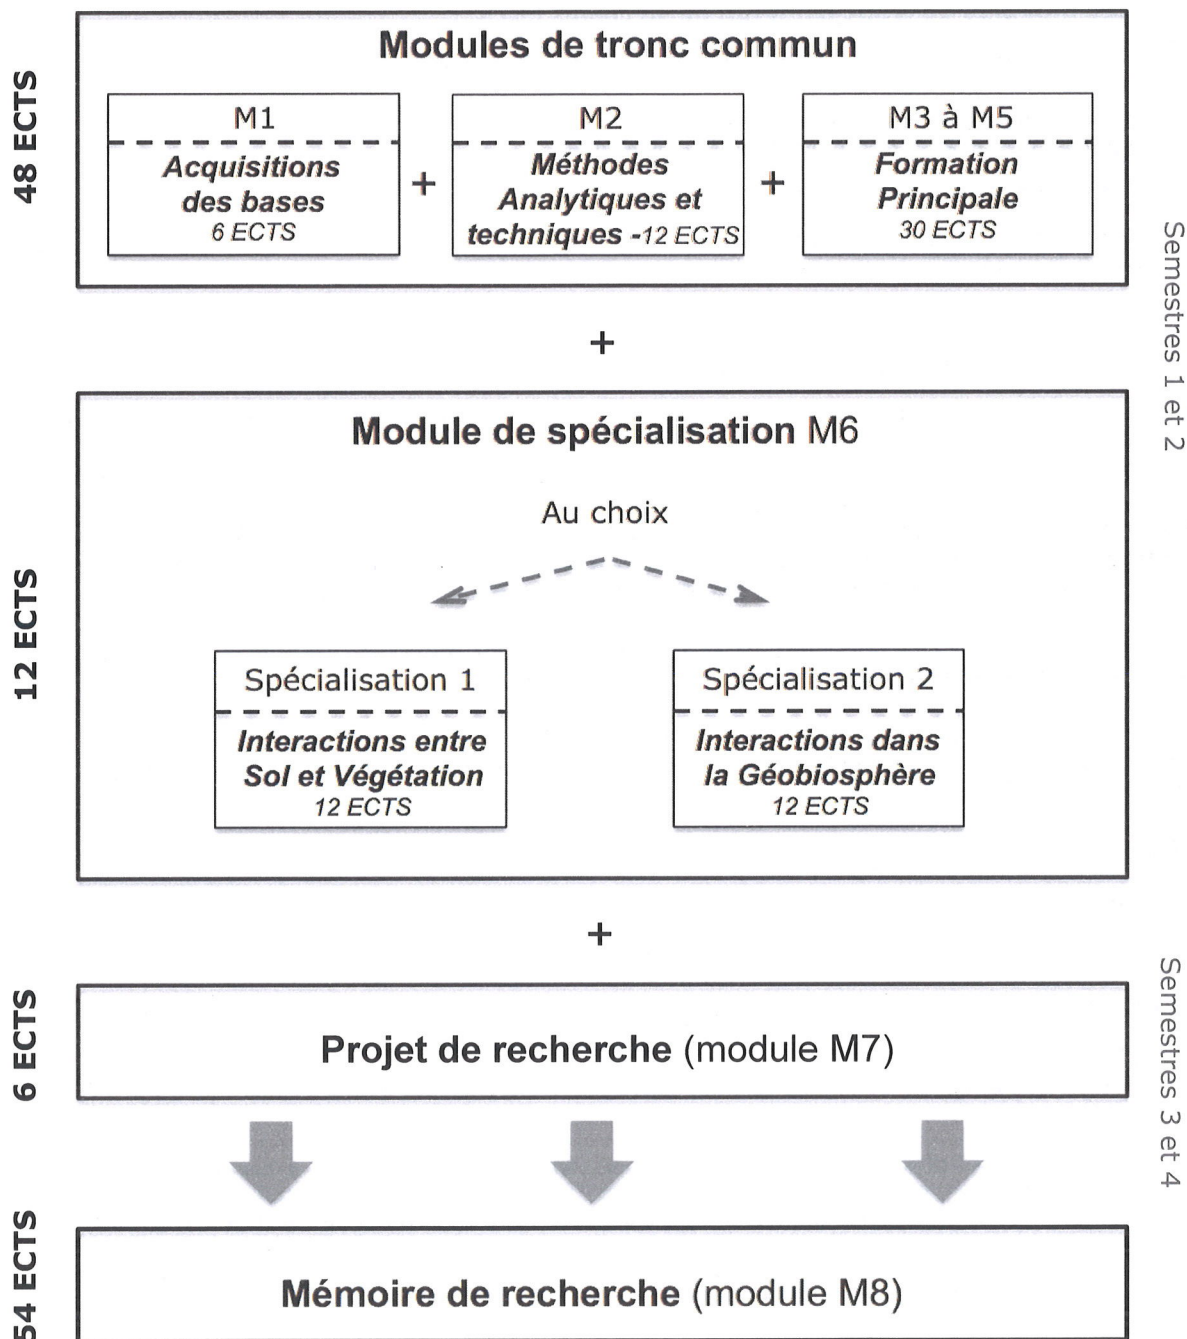 48 ECTS
Modules de tronc commun
M1
Acquisitions
des bases
6 ECTS
+
M2
Méthodes
Analytiques et
techniques -12 ECTS
+
M3 à M5
Formation
Principale
30 ECTS
Semestres 1 et 2
+
12 ECTS
Module de spécialisation M6
Au choix
Spécialisation 1
Interactions entre
Sol et Végétation
12 ECTS
Spécialisation 2
Interactions dans
la Géobiosphère
12 ECTS
+
6 ECTS
Projet de recherche (module M7)
Semestres 3 et 4
54 ECTS
Mémoire de recherche (module M8)